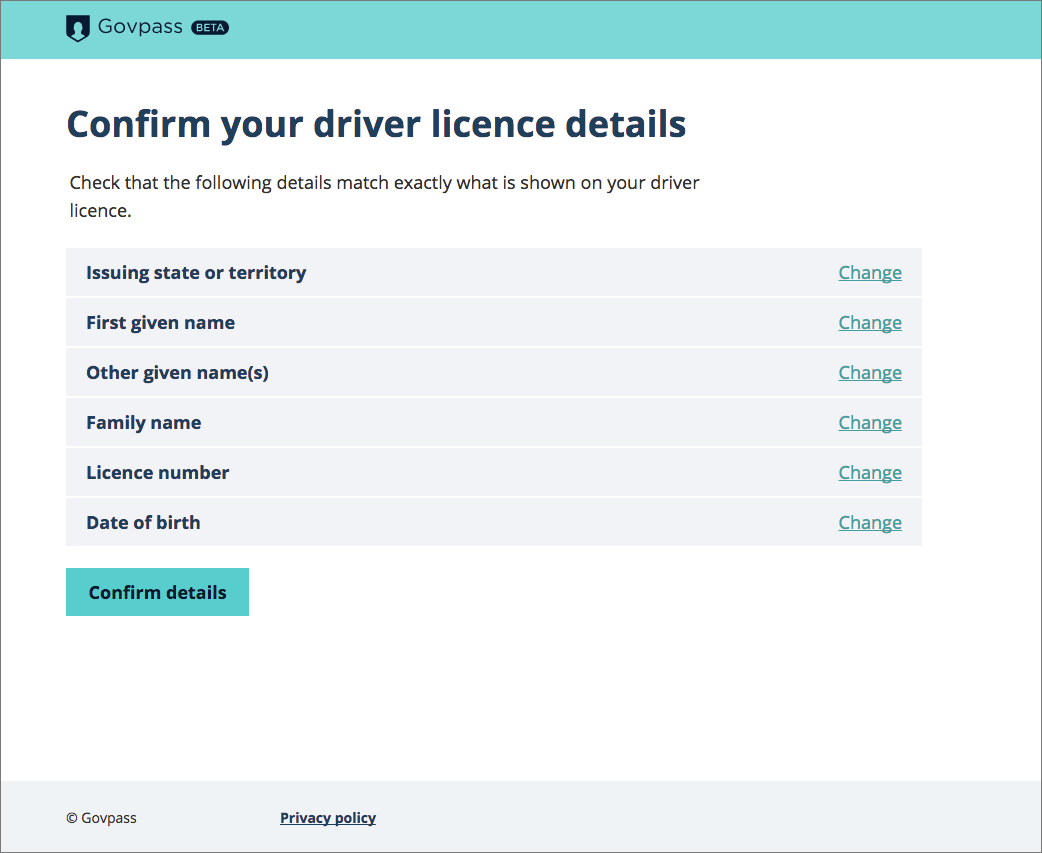 Govpass BETA
Confirm your driver licence details
Check that the following details match exactly what is shown on your driver
licence.
Issuing state or territory Change
First given name Change
Other given name(s) Change
Family name Change
Licence number Change
Date of birth Change
Confirm details
© Govpass Privacy policy